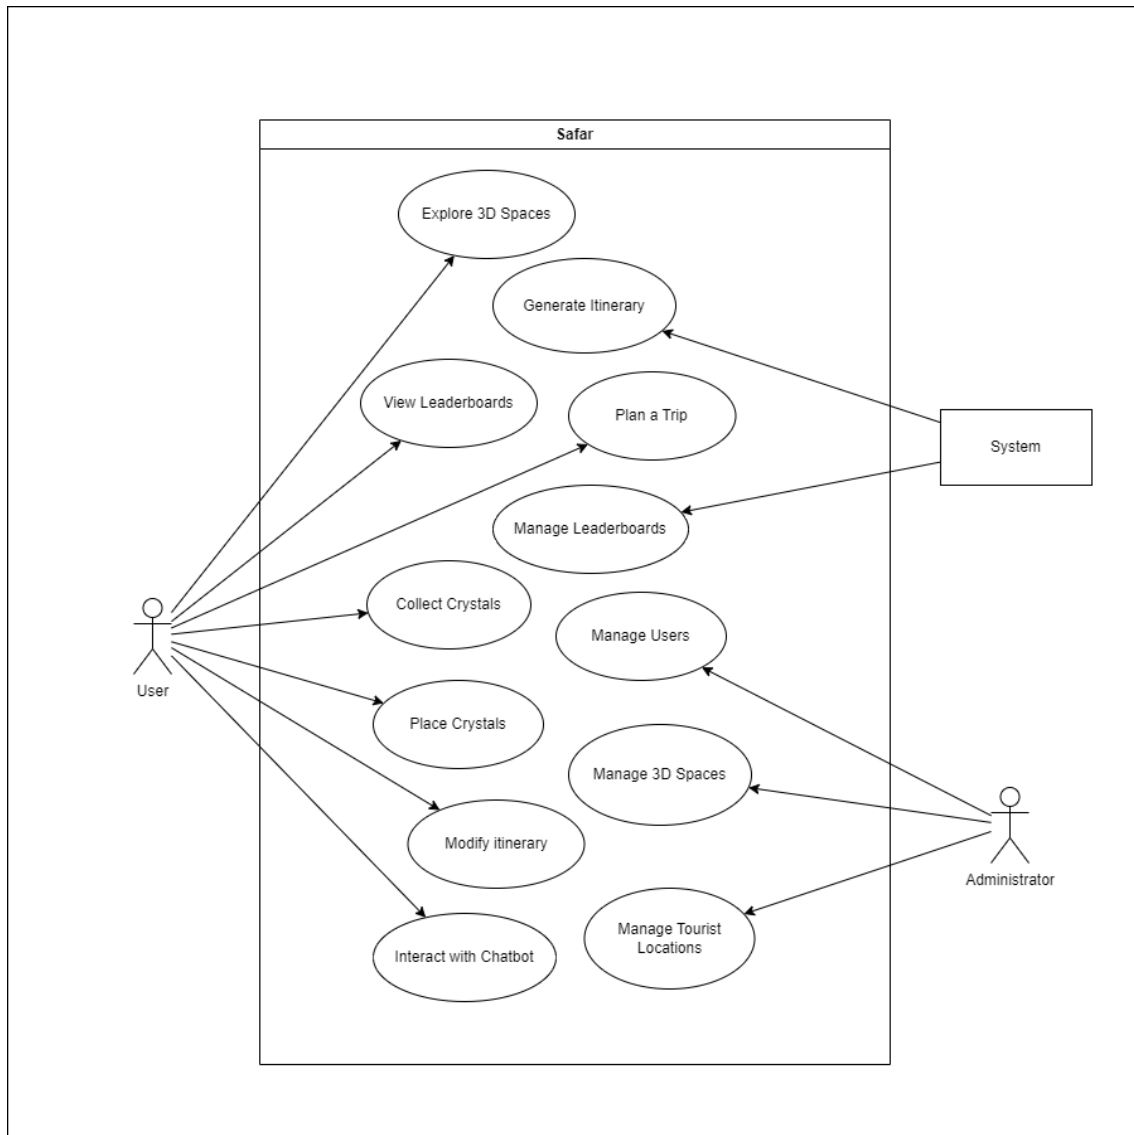 Safar
Explore 3D Spaces
Generate Itinerary
View Leaderboards
Plan a Trip
System
Manage Leaderboards
Collect Crystals
Manage Users
User
Place Crystals
Manage 3D Spaces
Modify itinerary
Administrator
Manage Tourist
Locations
Interact with Chatbot